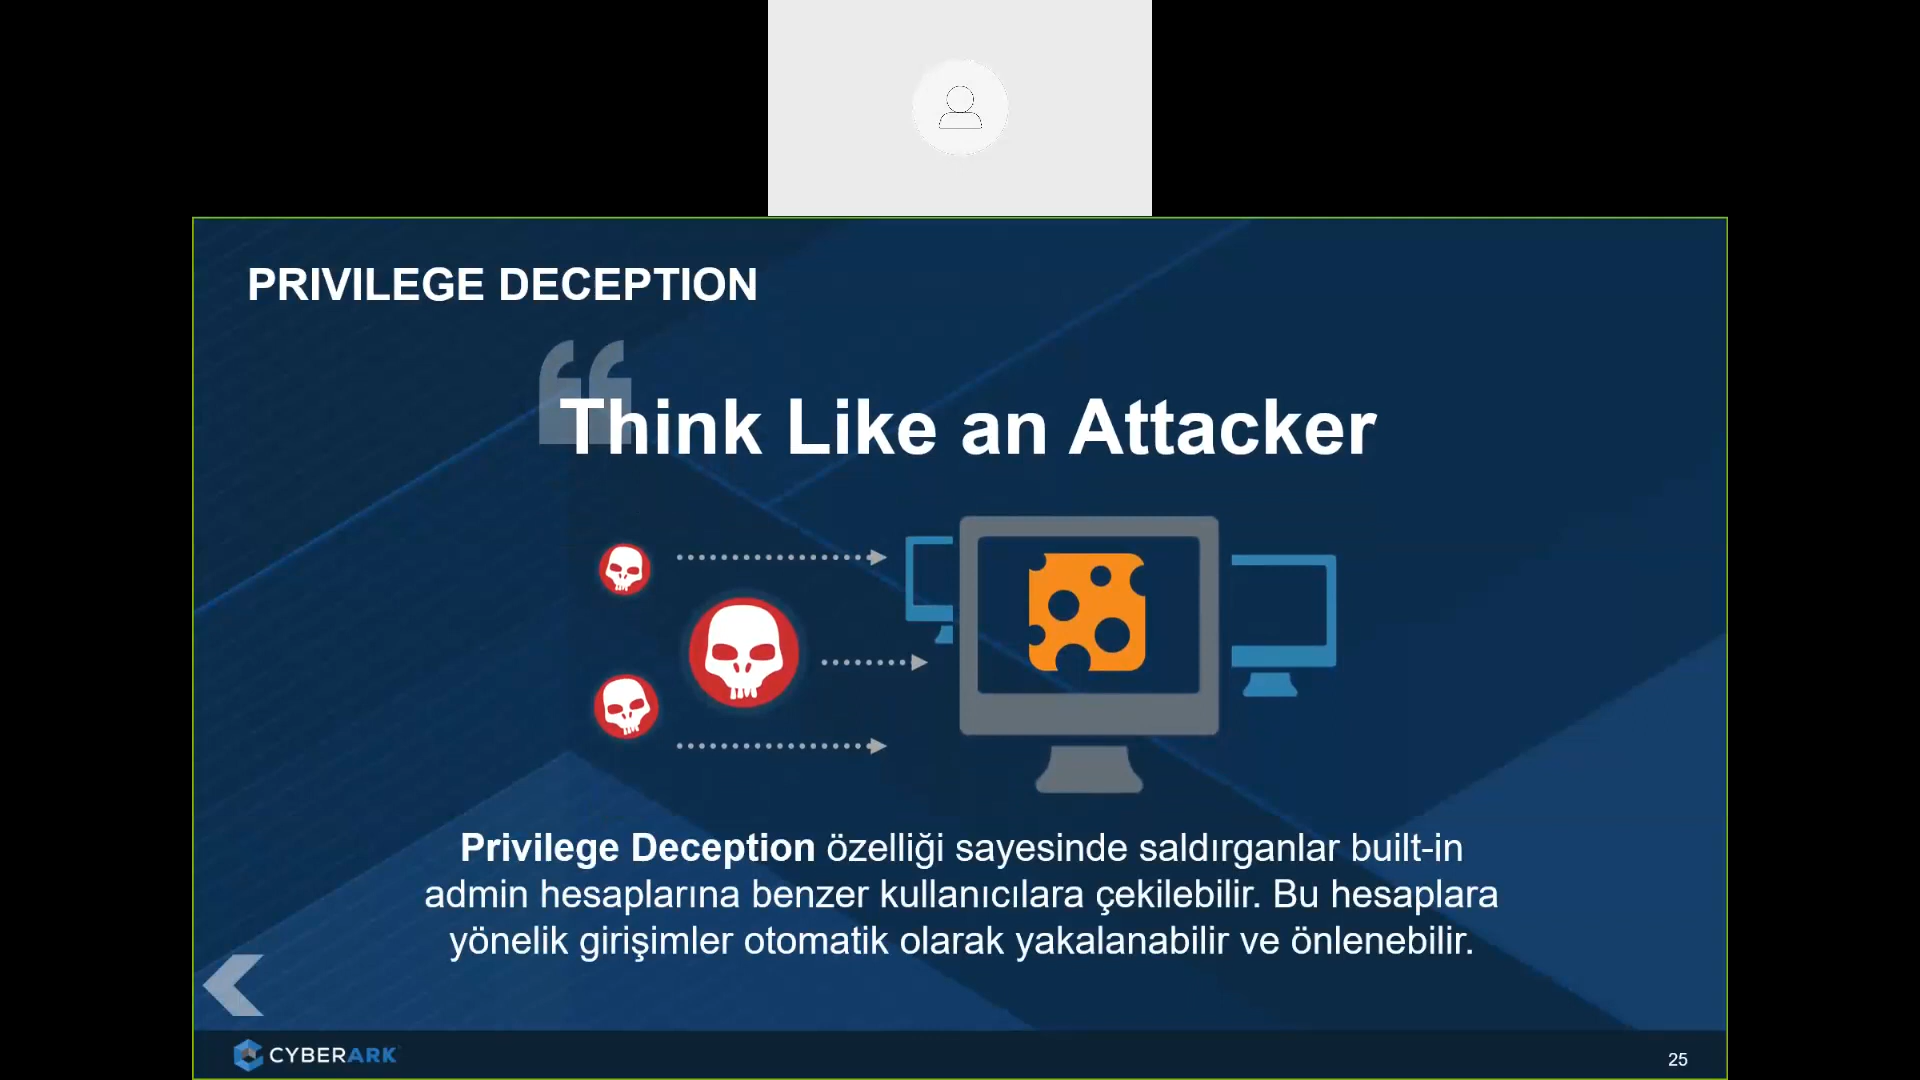 PRIVILEGE DECEPTION
“
Think Like an Attacker
Privilege Deception özelliği sayesinde saldırganlar built-in
admin hesaplarına benzer kullanıcılara çekilebilir. Bu hesaplara
yönelik girişimler otomatik olarak yakalanabilir ve önlenebilir.
CYBERARK
25